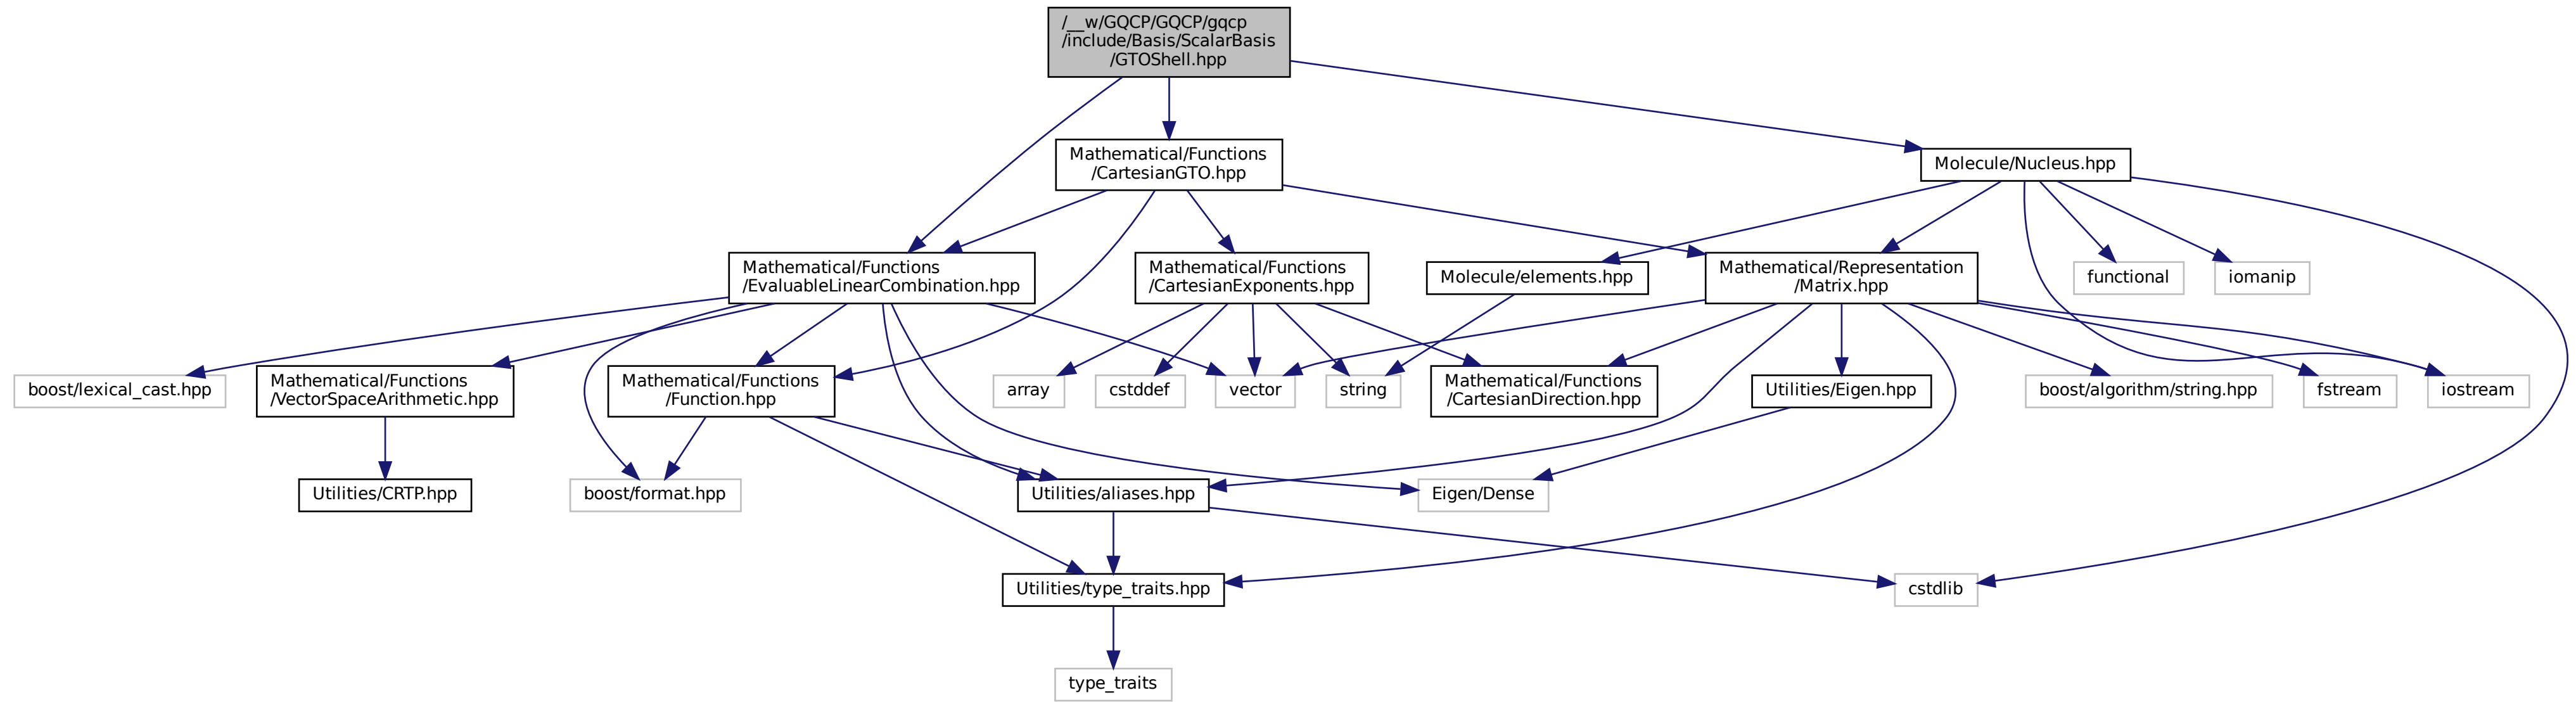 /__w/GQCP/GQCP/gqcp
/include/Basis/ScalarBasis
/GTOShell.hpp
Mathematical/Functions
/CartesianGTO.hpp
Molecule/Nucleus.hpp
Mathematical/Functions
/EvaluableLinearCombination.hpp
Mathematical/Functions
/CartesianExponents.hpp
Molecule/elements.hpp
Mathematical/Representation
/Matrix.hpp
functional
iomanip
boost/lexical_cast.hpp
Mathematical/Functions
/VectorSpaceArithmetic.hpp
Mathematical/Functions
/Function.hpp
array
cstddef
vector
string
Mathematical/Functions
/CartesianDirection.hpp
Utilities/Eigen.hpp
boost/algorithm/string.hpp
fstream
iostream
Utilities/CRTP.hpp
boost/format.hpp
Utilities/aliases.hpp
Eigen/Dense
Utilities/type_traits.hpp
cstdlib
type_traits